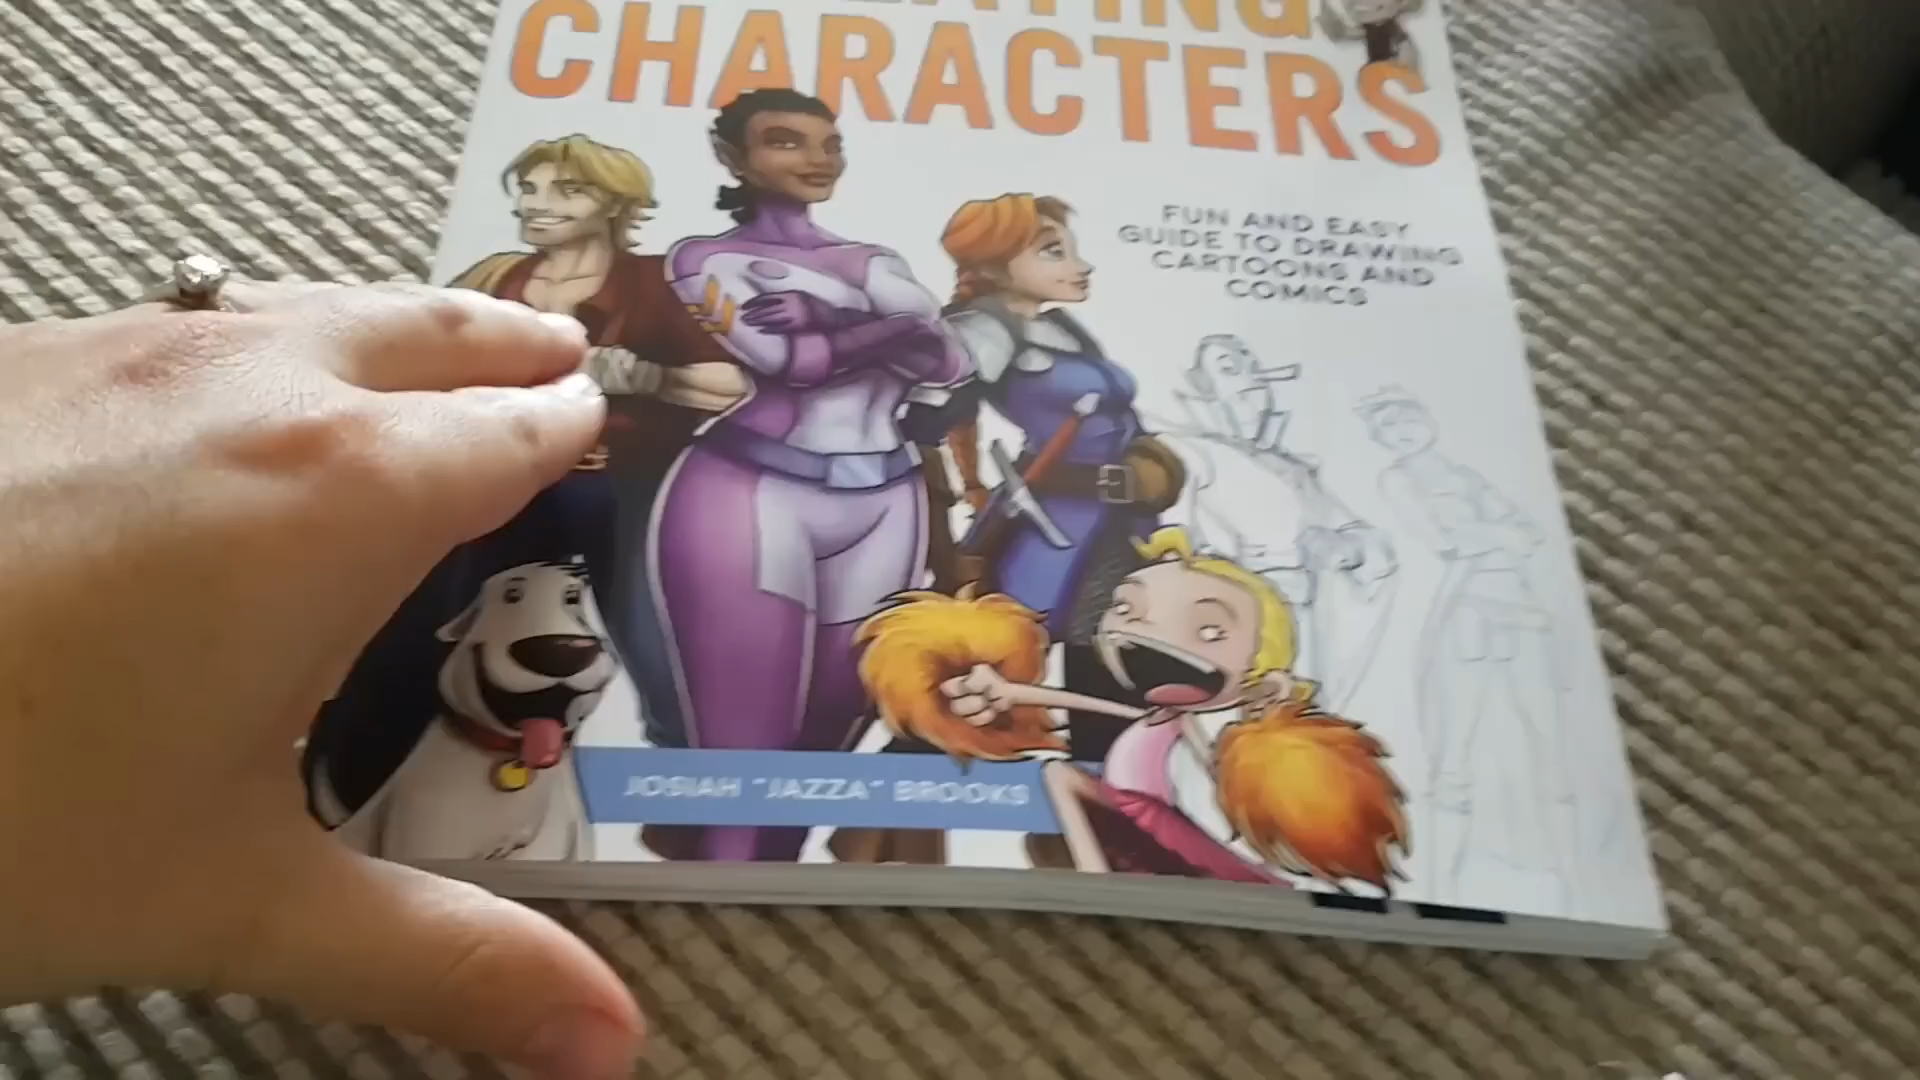 CHARACTERS
FUN AND EASY
GUIDE TO DRAWING
CARTOONS AND
COMICS
JOSIAH "JAZZA" BROOKS